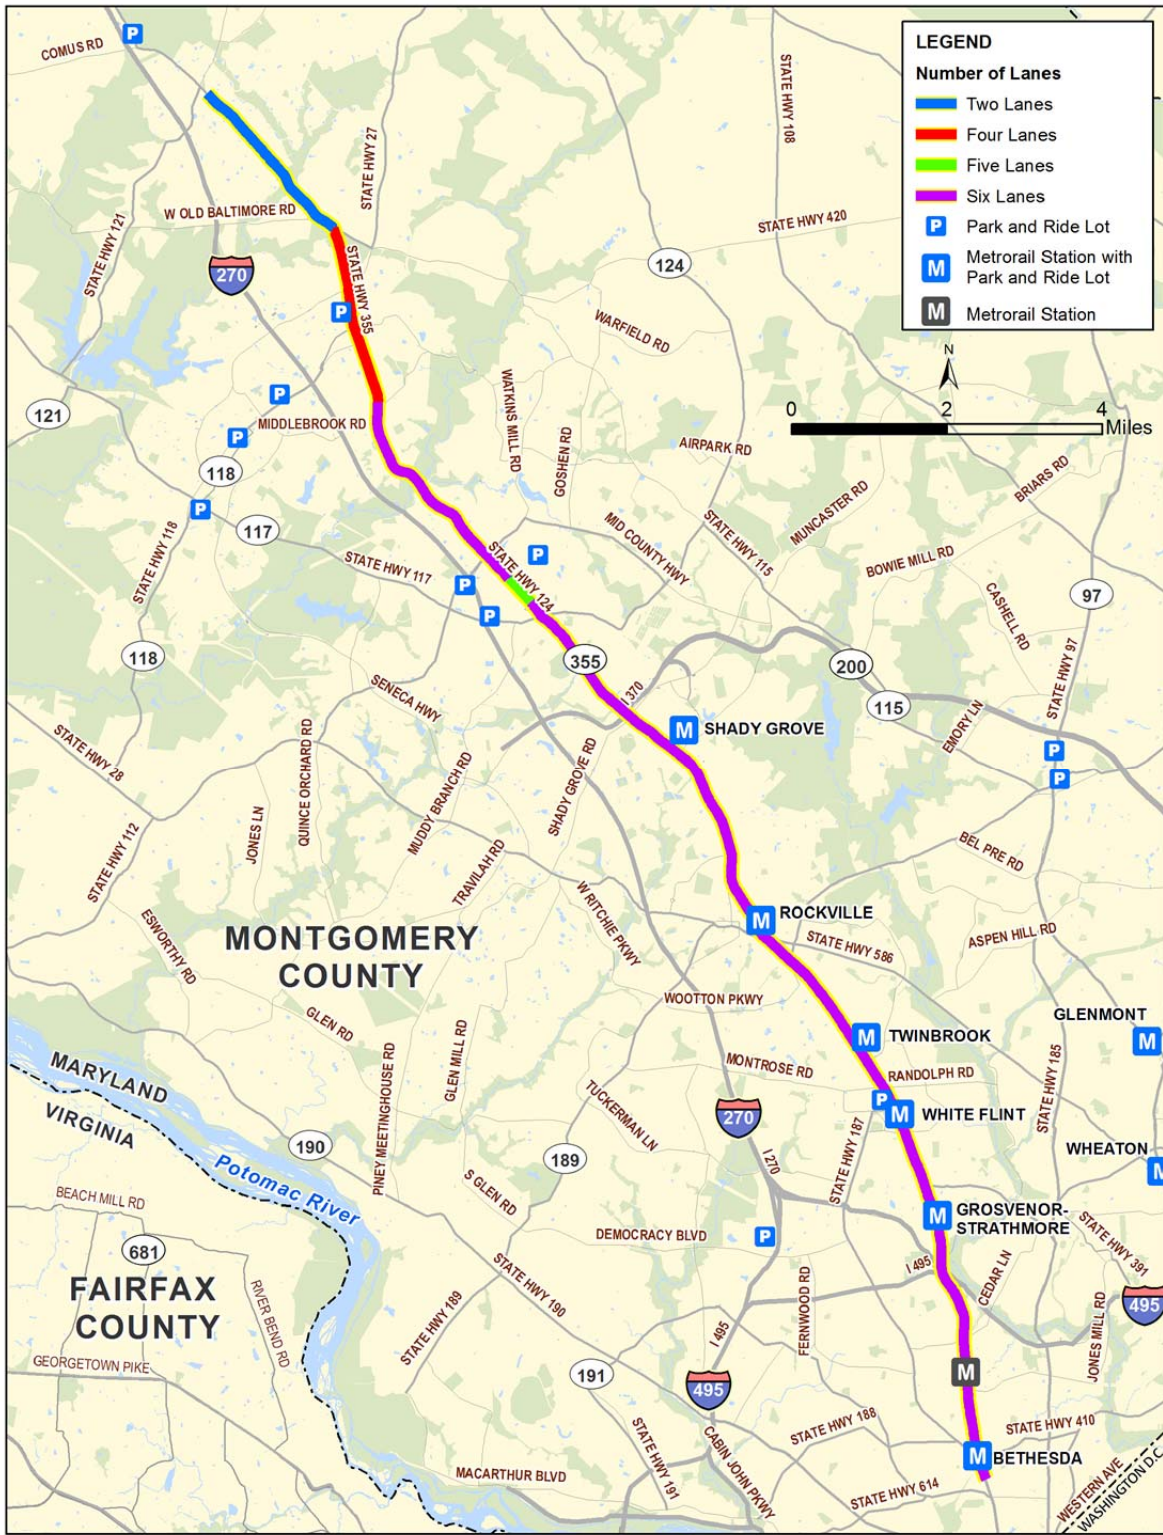 LEGEND
Number of Lanes
Two Lanes
Four Lanes
Five Lanes
Six Lanes
P
Park and Ride Lot
M
Metrorail Station with
Park and Ride Lot
M
Metrorail Station
N
0
2
4
Miles
COMUS RD
P
STATE HWY 108
STATE HWY 27
W OLD BALTIMORE RD
STATE HWY 121
STATE HWY 420
270
124
STATE HWY 355
P
WARFIELD RD
WATKINS MILL RD
P
121
MIDDLEBROOK RD
P
GOSHEN RD
AIRPARK RD
BRIARS RD
118
P
MUNCASTER RD
117
STATE HWY 118
MID COUNTY HWY
STATE HWY 115
STATE HWY 117
STATE HWY 124
P
BOWIE MILL RD
P
P
CASHELL RD
97
118
355
200
115
STATE HWY 97
SENECA HWY
I 370
EMORY LN
STATE HWY 28
QUINCE ORCHARD RD
M
SHADY GROVE
P
P
MUDDY BRANCH RD
SHADY GROVE RD
JONES LN
STATE HWY 112
TRAVILAH RD
BEL PRE RD
ESWORTHY RD
W RITCHIE PKWY
M
ROCKVILLE
MONTGOMERY
COUNTY
STATE HWY 586
ASPEN HILL RD
WOOTTON PKWY
GLEN RD
GLEN MILL RD
PINEY MEETINGHOUSE RD
M
TWINBROOK
GLENMONT
M
MARYLAND
VIRGINIA
MONTROSE RD
RANDOLPH RD
STATE HWY 185
TUCKERMAN LN
270
P
M
WHITE FLINT
190
189
I 270
STATE HWY 187
WHEATON
M
Potomac River
BEACH MILL RD
S GLEN RD
DEMOCRACY BLVD
P
M
GROSVENOR-
STRATHMORE
STATE HWY 391
681
FAIRFAX
COUNTY
RIVER BEND RD
STATE HWY 190
STATE HWY 189
I 495
FERNWOOD RD
I 495
CEDAR LN
JONES MILL RD
495
GEORGETOWN PIKE
191
495
M
STATE HWY 188
STATE HWY 410
STATE HWY 191
CABIN JOHN PKWY
M
BETHESDA
MACARTHUR BLVD
STATE HWY 614
WESTERN AVE
WASHINGTON D.C.